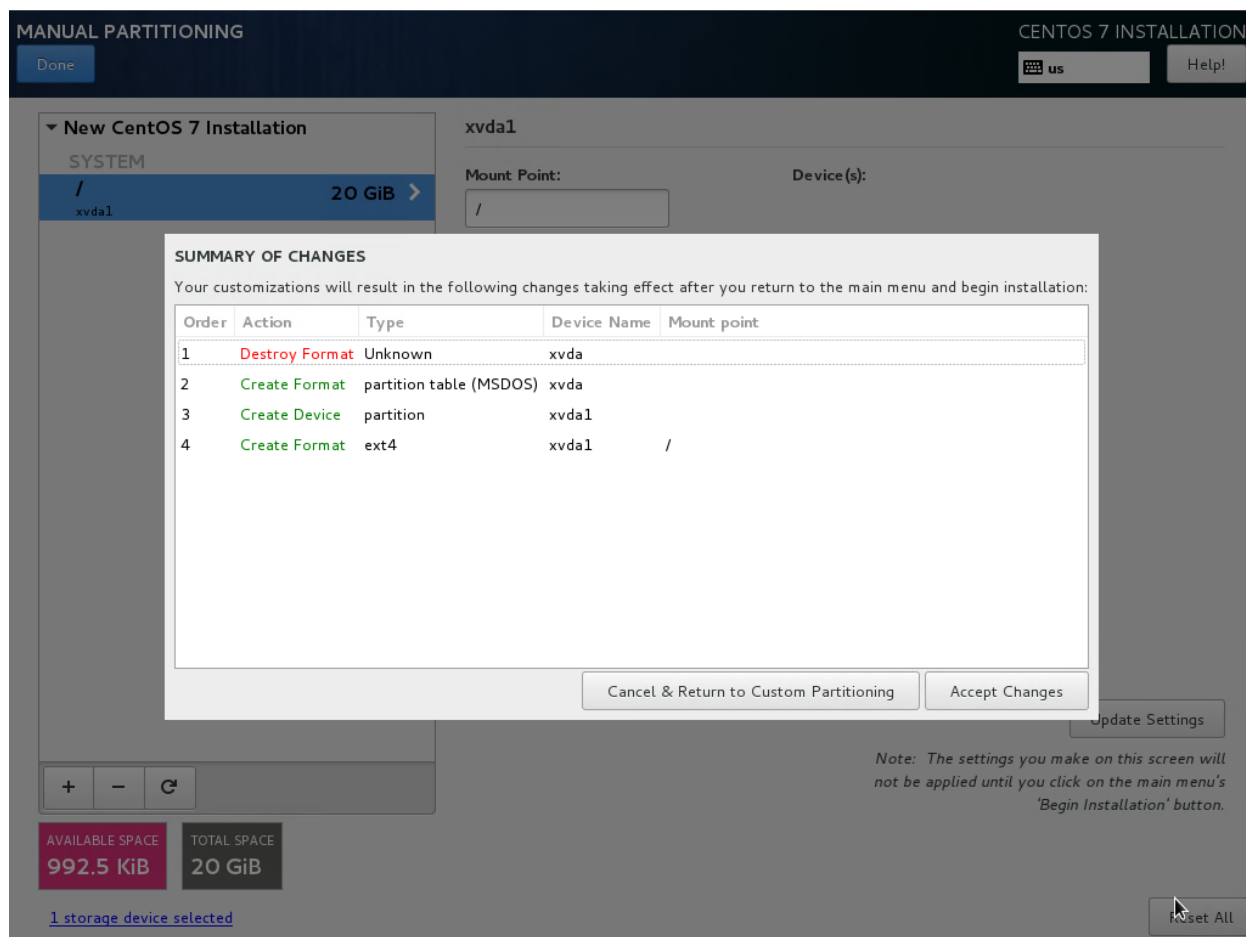 MANUAL PARTITIONING
CENTOS 7 INSTALLATION
Done
us
Help!
New CentOS 7 Installation
SYSTEM
/
20 GiB
xvda1
xvda1
Mount Point:
Device(s):
/
SUMMARY OF CHANGES
Your customizations will result in the following changes taking effect after you return to the main menu and begin installation:
Order Action Type Device Name Mount point
1 Destroy Format Unknown xvda
2 Create Format partition table (MSDOS) xvda
3 Create Device partition xvda1
4 Create Format ext4 xvda1 /
Cancel & Return to Custom Partitioning
Accept Changes
Update Settings
Note: The settings you make on this screen will
not be applied until you click on the main menu's
'Begin Installation' button.
+ −
AVAILABLE SPACE
992.5 KiB
TOTAL SPACE
20 GiB
1 storage device selected
Reset All